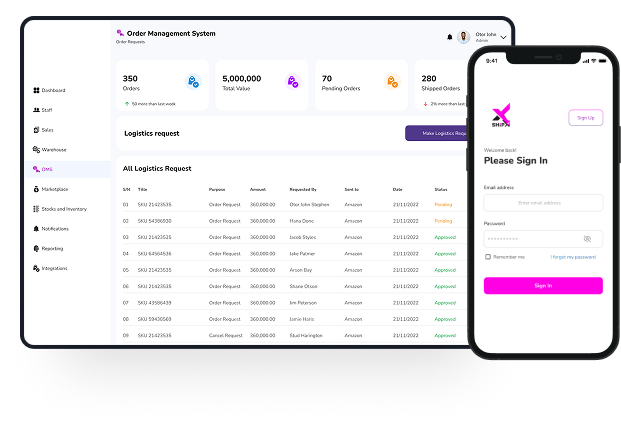 Order Management System
Order Requests
Otor John
Admin
Dashboard
Staff
Sales
Warehouse
OMS
Marketplace
Stocks and Inventory
Notifications
Reporting
Integrations
350
Orders
50 more than last week
5,000,000
Total Value
70
Pending Orders
280
Shipped Orders
2% more than last
Logistics request
Make Logistics Requ
All Logistics Request
S/N Title Purpose Amount Requested By Sent to Date Status
01 SKU 21423535 Order Request 360,000.00 Otor John Stephen Amazon 21/11/2022 Pending
02 SKU 54386930 Order Request 360,000.00 Hana Donc Amazon 21/11/2022 Pending
03 SKU 21423535 Order Request 360,000.00 Jacob Styles Amazon 21/11/2022 Approved
04 SKU 64564536 Order Request 360,000.00 Jake Palmer Amazon 21/11/2022 Approved
05 SKU 21423535 Order Request 360,000.00 Arson Day Amazon 21/11/2022 Approved
06 SKU 21423535 Order Request 360,000.00 Shane Olson Amazon 21/11/2022 Approved
07 SKU 43586439 Order Request 360,000.00 Jim Peterson Amazon 21/11/2022 Approved
08 SKU 59436569 Order Request 360,000.00 Jamie Haris Amazon 21/11/2022 Approved
09 SKU 21423535 Cancel Request 360,000.00 Stud Harington Amazon 21/11/2022 Approved
9:41
Sign Up
Welcome back!
Please Sign In
Email address
Enter email address
Password
Remember me
I forgot my password
Sign In